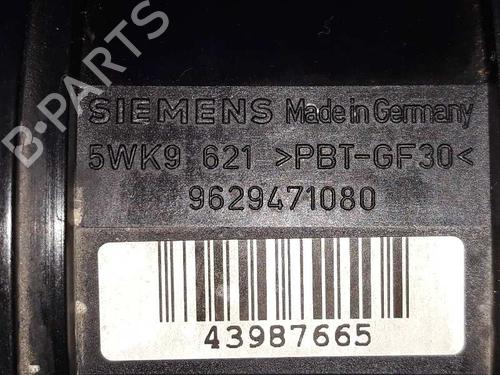 B-PARTS
SIEMENS Made in Germany
5WK9 621 >PBT-GF30<
9629471080
43987665